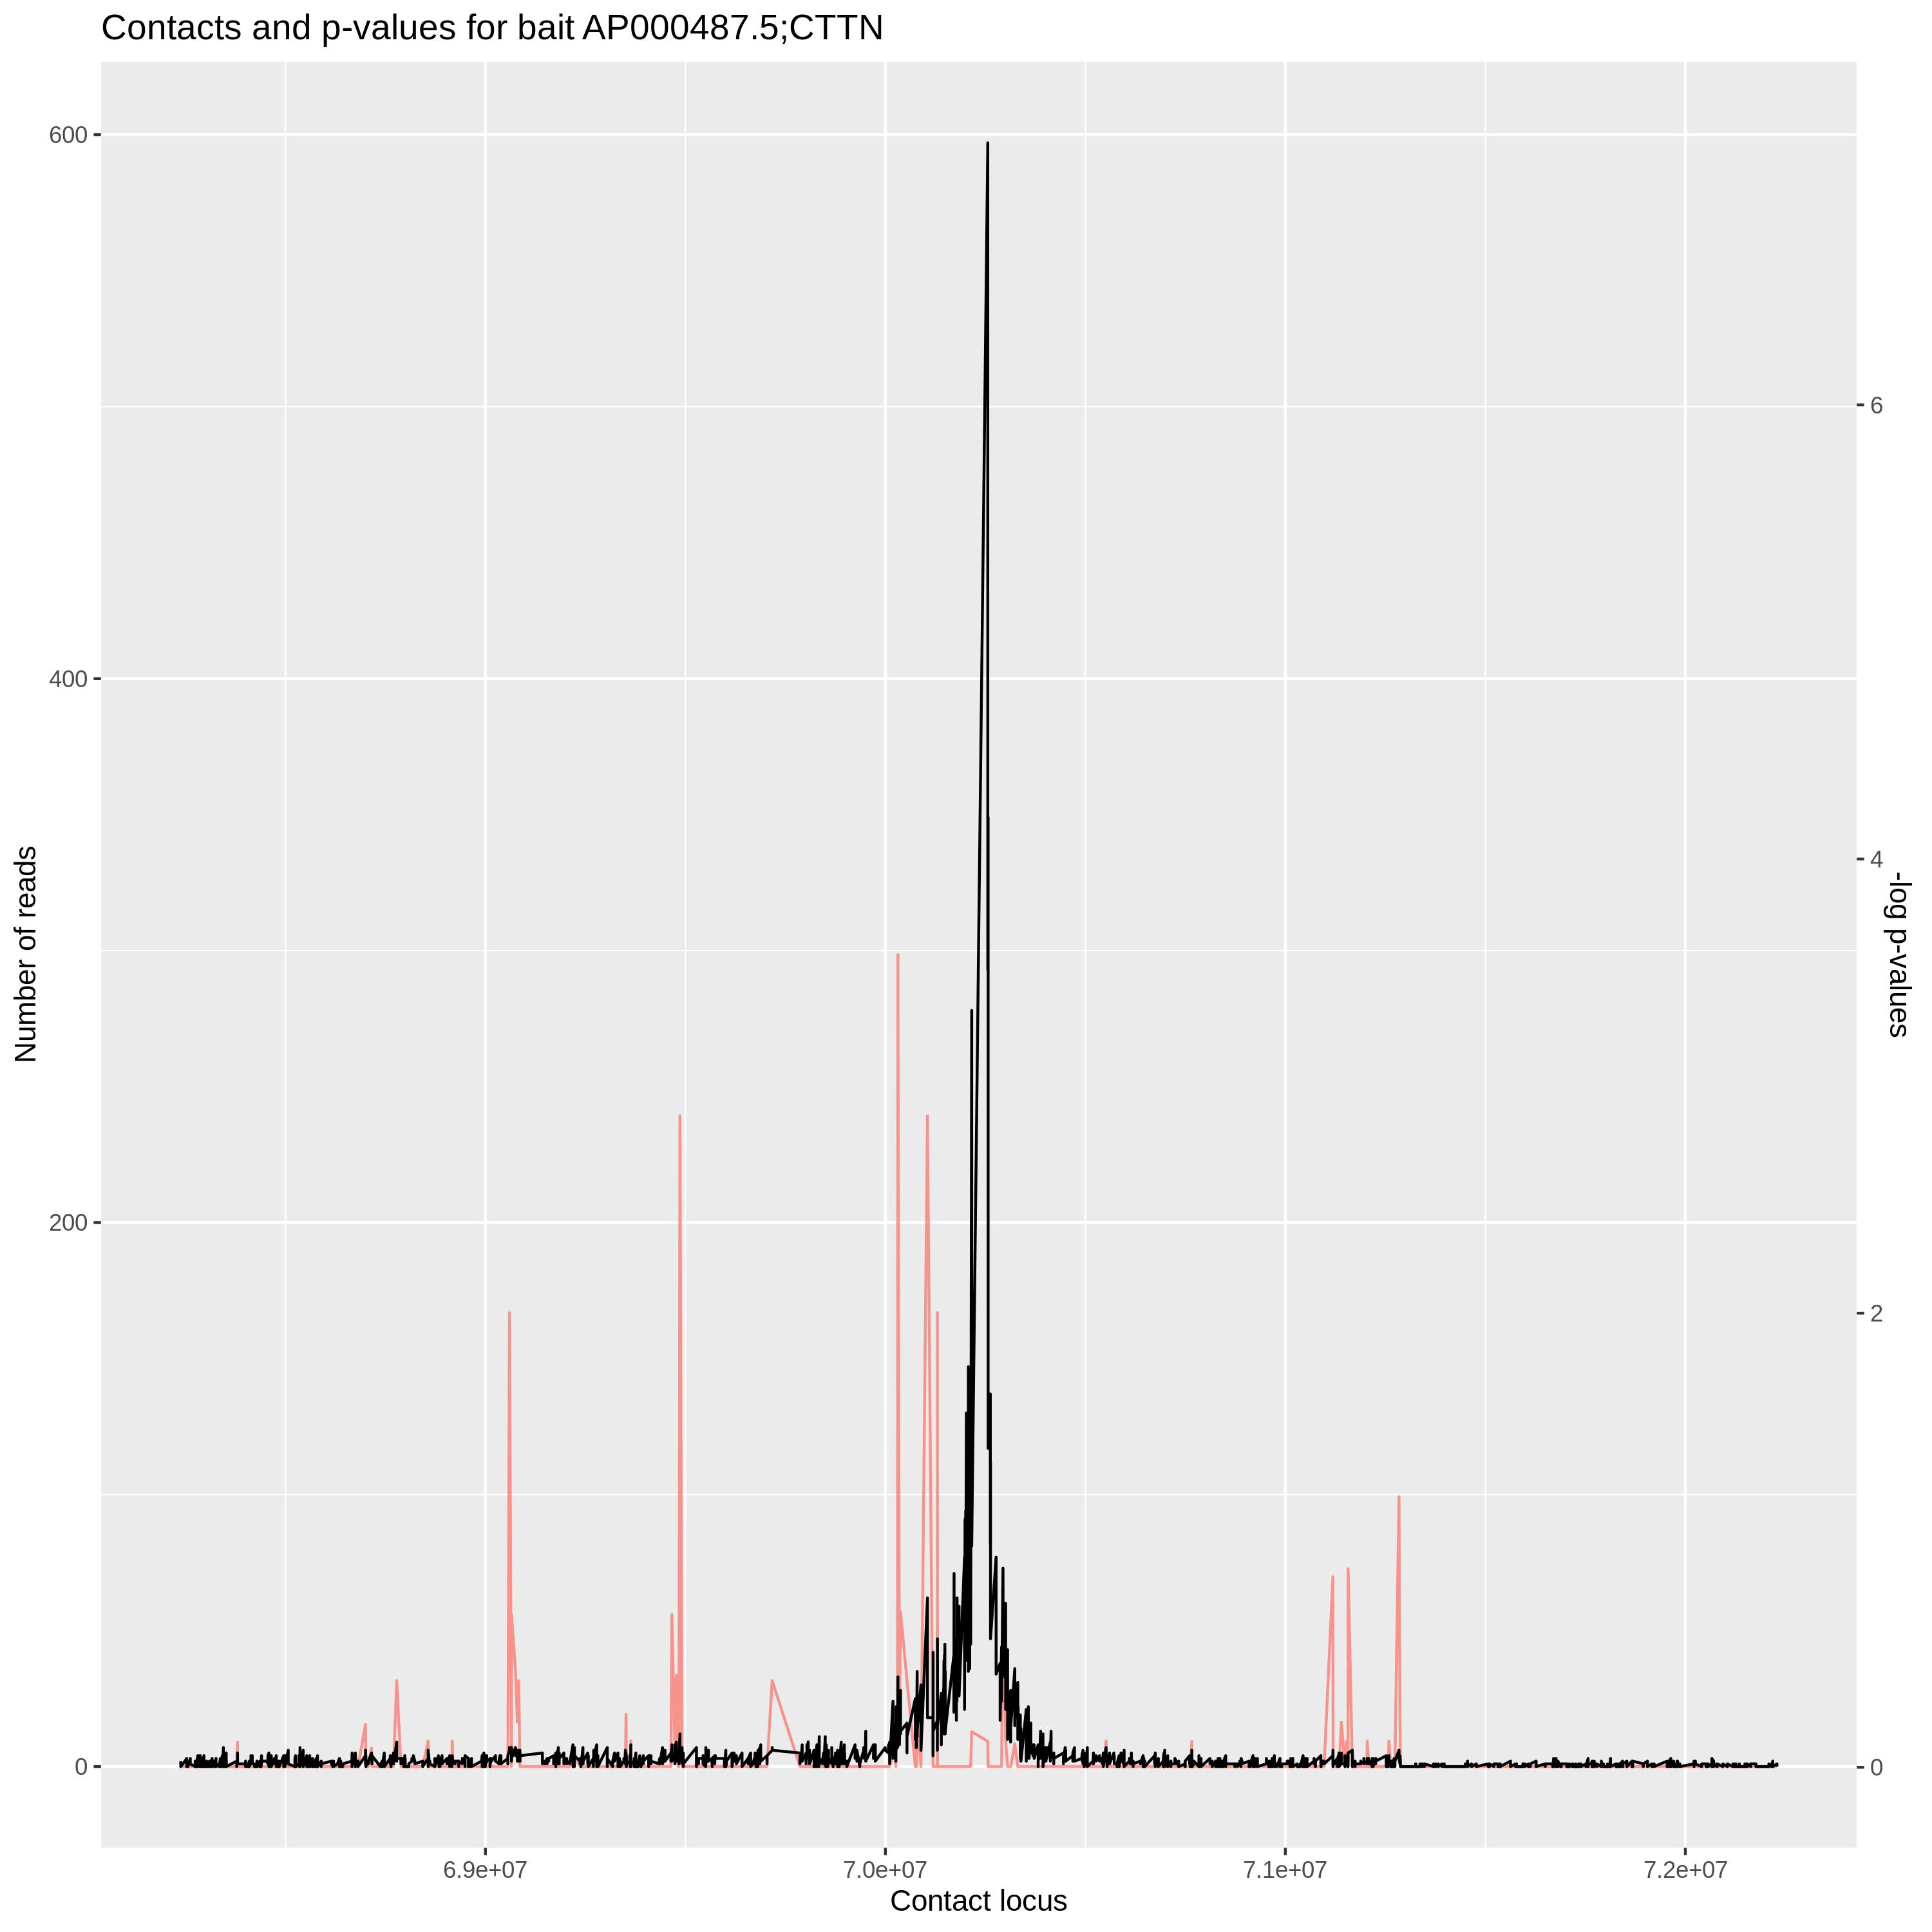 Contacts and p-values for bait AP000487.5;CTTN
600
400
200
0
6
4
2
0
Number of reads
-log p-values
6.9e+07
7.0e+07
7.1e+07
7.2e+07
Contact locus